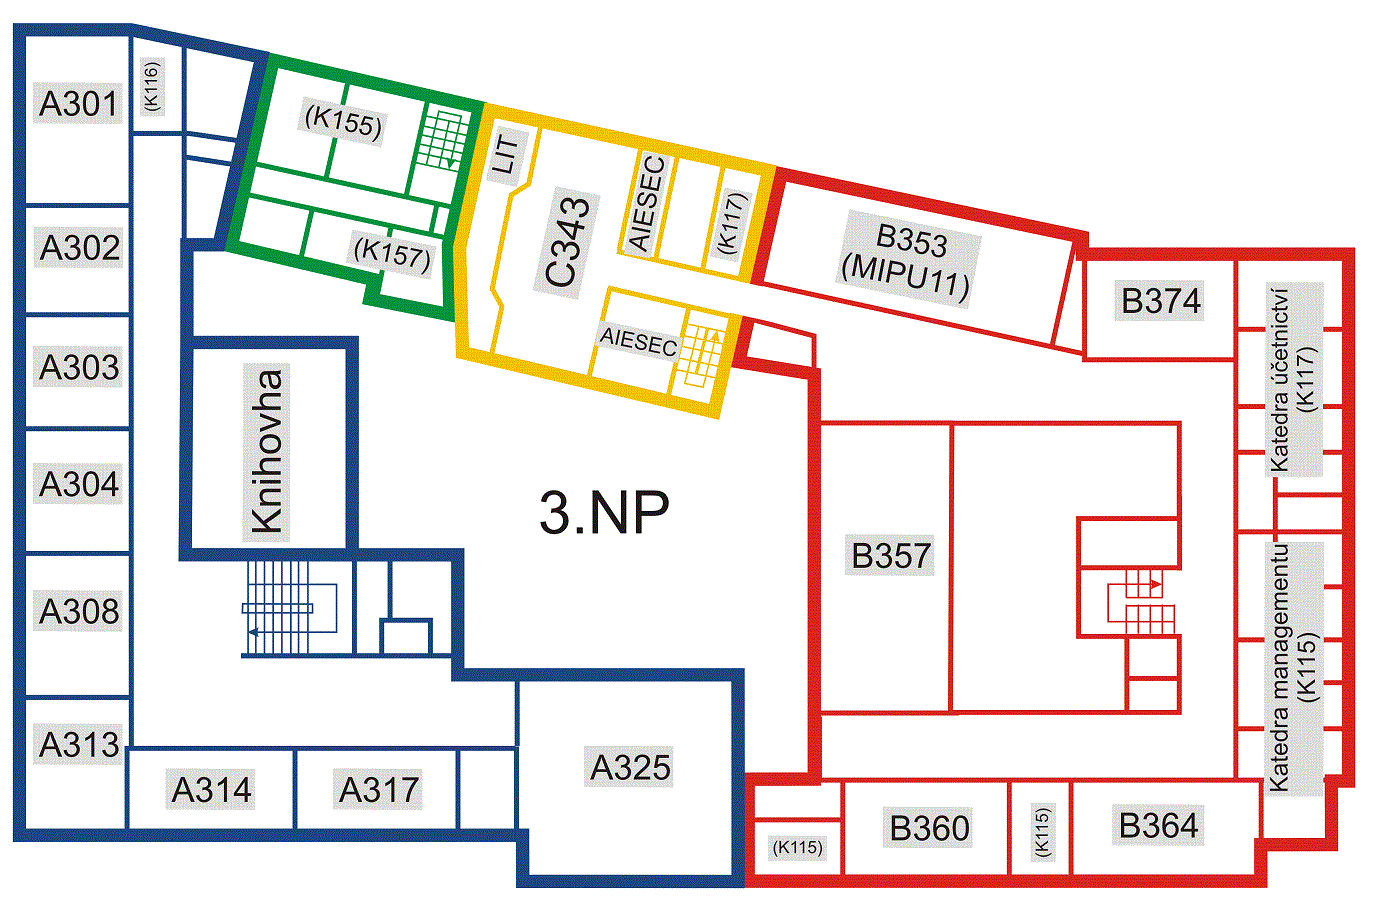 A301
(K116)
(K155)
LIT
AIESEC
(K117)
C343
B353
(MIPU11)
A302
(K157)
B374
Katedra účetnictví
(K117)
A303
AIESEC
Knihovha
A304
3.NP
B357
A308
Katedra managementu
(K115)
A313
A314
A317
A325
(K115)
B360
(K115)
B364